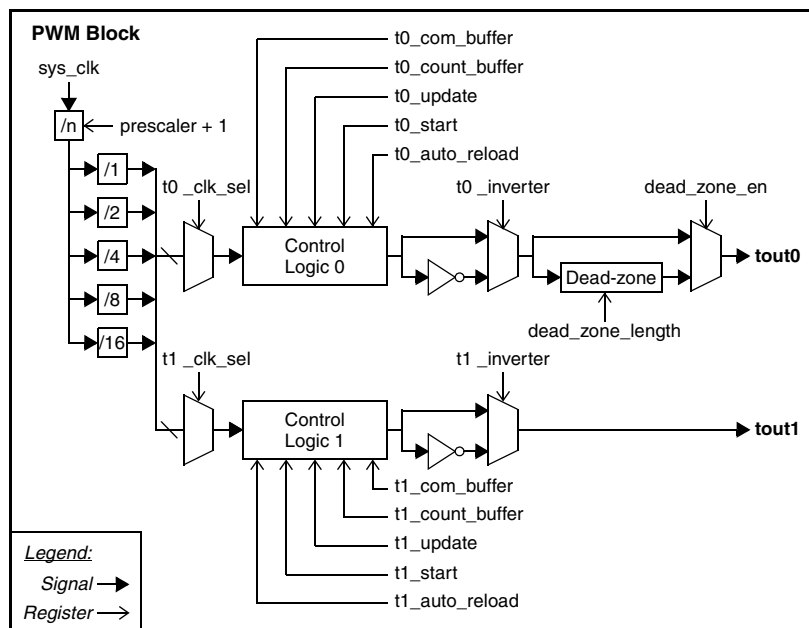 PWM Block
sys_clk
/n
prescaler + 1
/1
/2
/4
/8
/16
t0_com_buffer
t0_count_buffer
t0_update
t0_start
t0_auto_reload
t0 _clk_sel
Control
Logic 0
t0 _inverter
dead_zone_en
Dead-zone
dead_zone_length
tout0
t1 _clk_sel
Control
Logic 1
t1 _inverter
tout1
t1_com_buffer
t1_count_buffer
t1_update
t1_start
t1_auto_reload
Legend:
Signal
Register